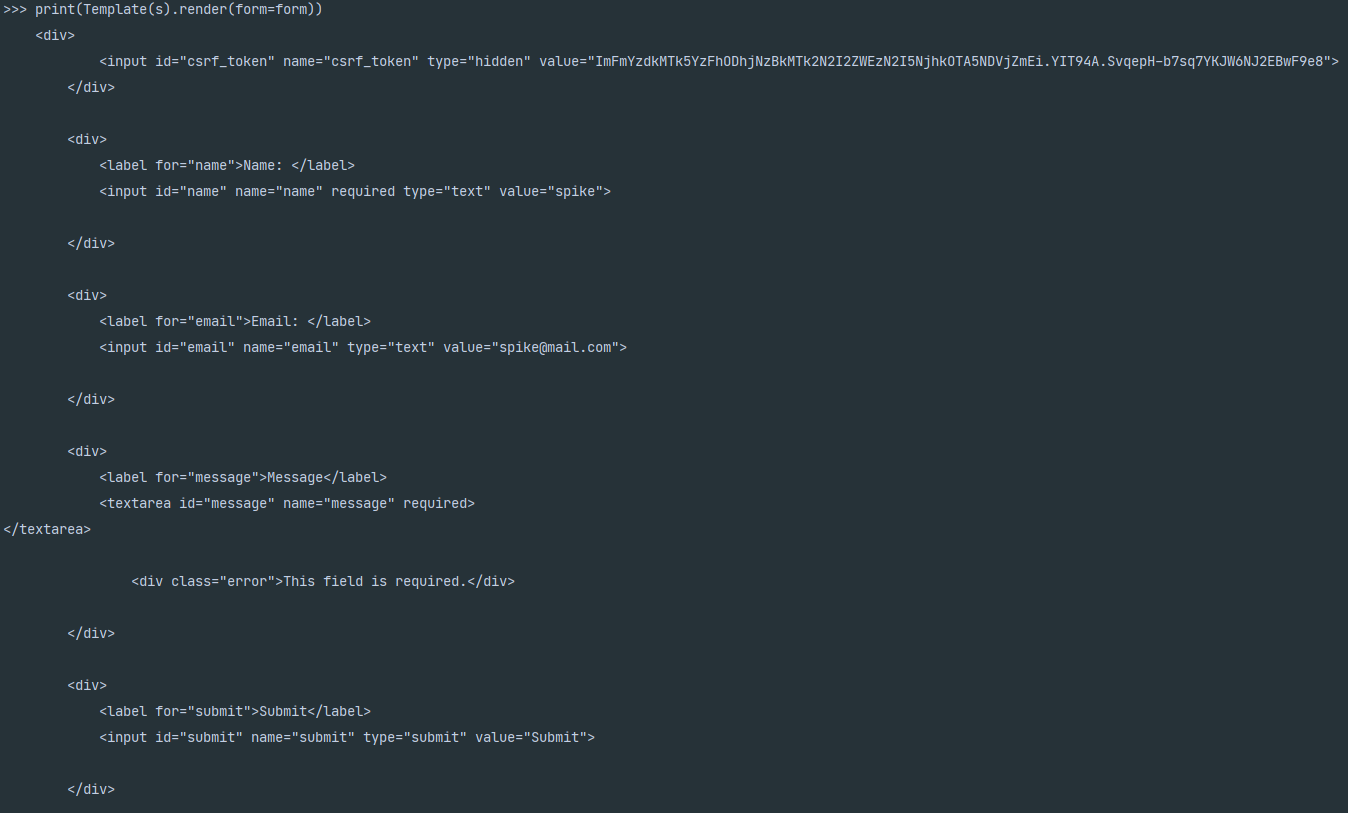 >>> print(Template(s).render(form=form))
<div>
<input id="csrf_token" name="csrf_token" type="hidden" value="ImFmYzdkMTk5YzFhODhjNzBkMTk2N2I2ZWEzN2I5NjhkOTA5NDVjZmEi.YIT94A.SvqepH-b7sq7YKJW6NJ2EBwF9e8">
</div>
<div>
<label for="name">Name: </label>
<input id="name" name="name" required type="text" value="spike">
</div>
<div>
<label for="email">Email: </label>
<input id="email" name="email" type="text" value="spike@mail.com">
</div>
<div>
<label for="message">Message</label>
<textarea id="message" name="message" required>
</textarea>
<div class="error">This field is required.</div>
</div>
<div>
<label for="submit">Submit</label>
<input id="submit" name="submit" type="submit" value="Submit">
</div>